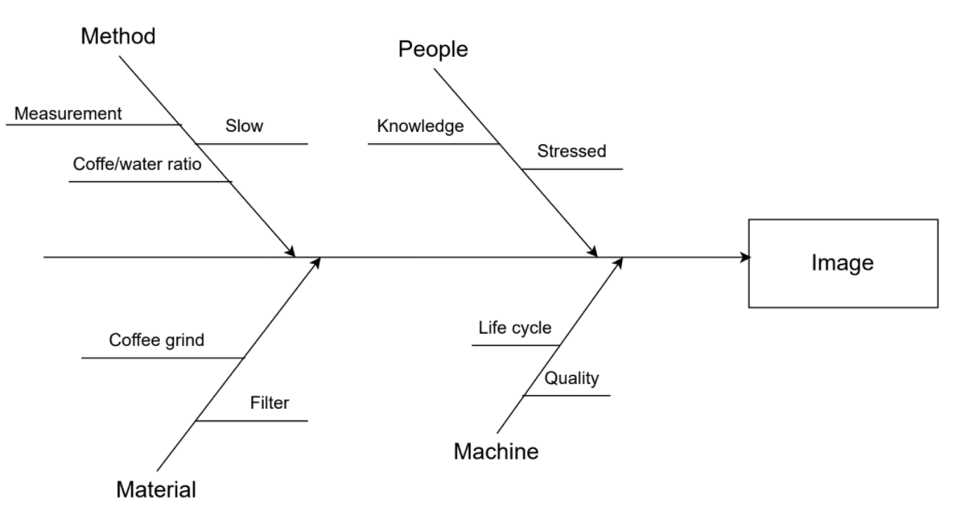 Method
People
Measurement
Slow
Knowledge
Stressed
Coffe/water ratio
Image
Life cycle
Coffee grind
Quality
Filter
Machine
Material